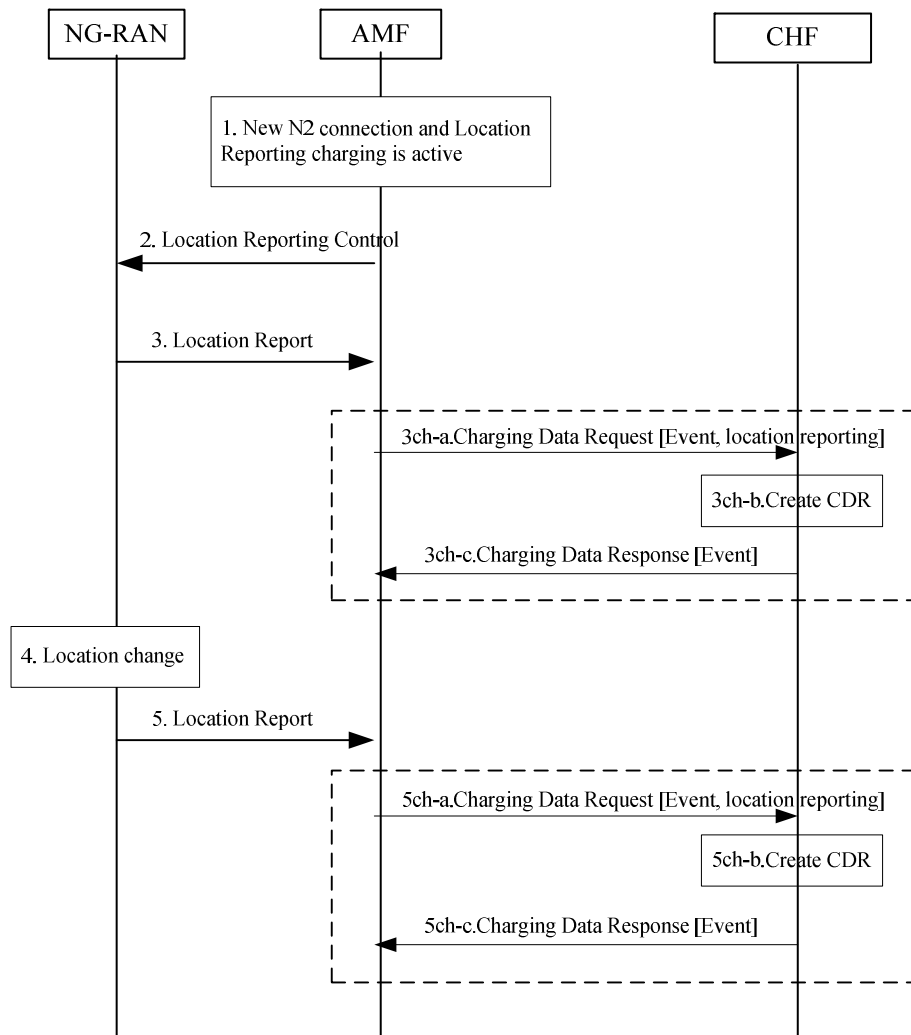 NG-RAN
AMF
CHF
1. New N2 connection and Location
Reporting charging is active
2. Location Reporting Control
3. Location Report
3ch-a.Charging Data Request [Event, location reporting]
3ch-b.Create CDR
3ch-c.Charging Data Response [Event]
4. Location change
5. Location Report
5ch-a.Charging Data Request [Event, location reporting]
5ch-b.Create CDR
5ch-c.Charging Data Response [Event]